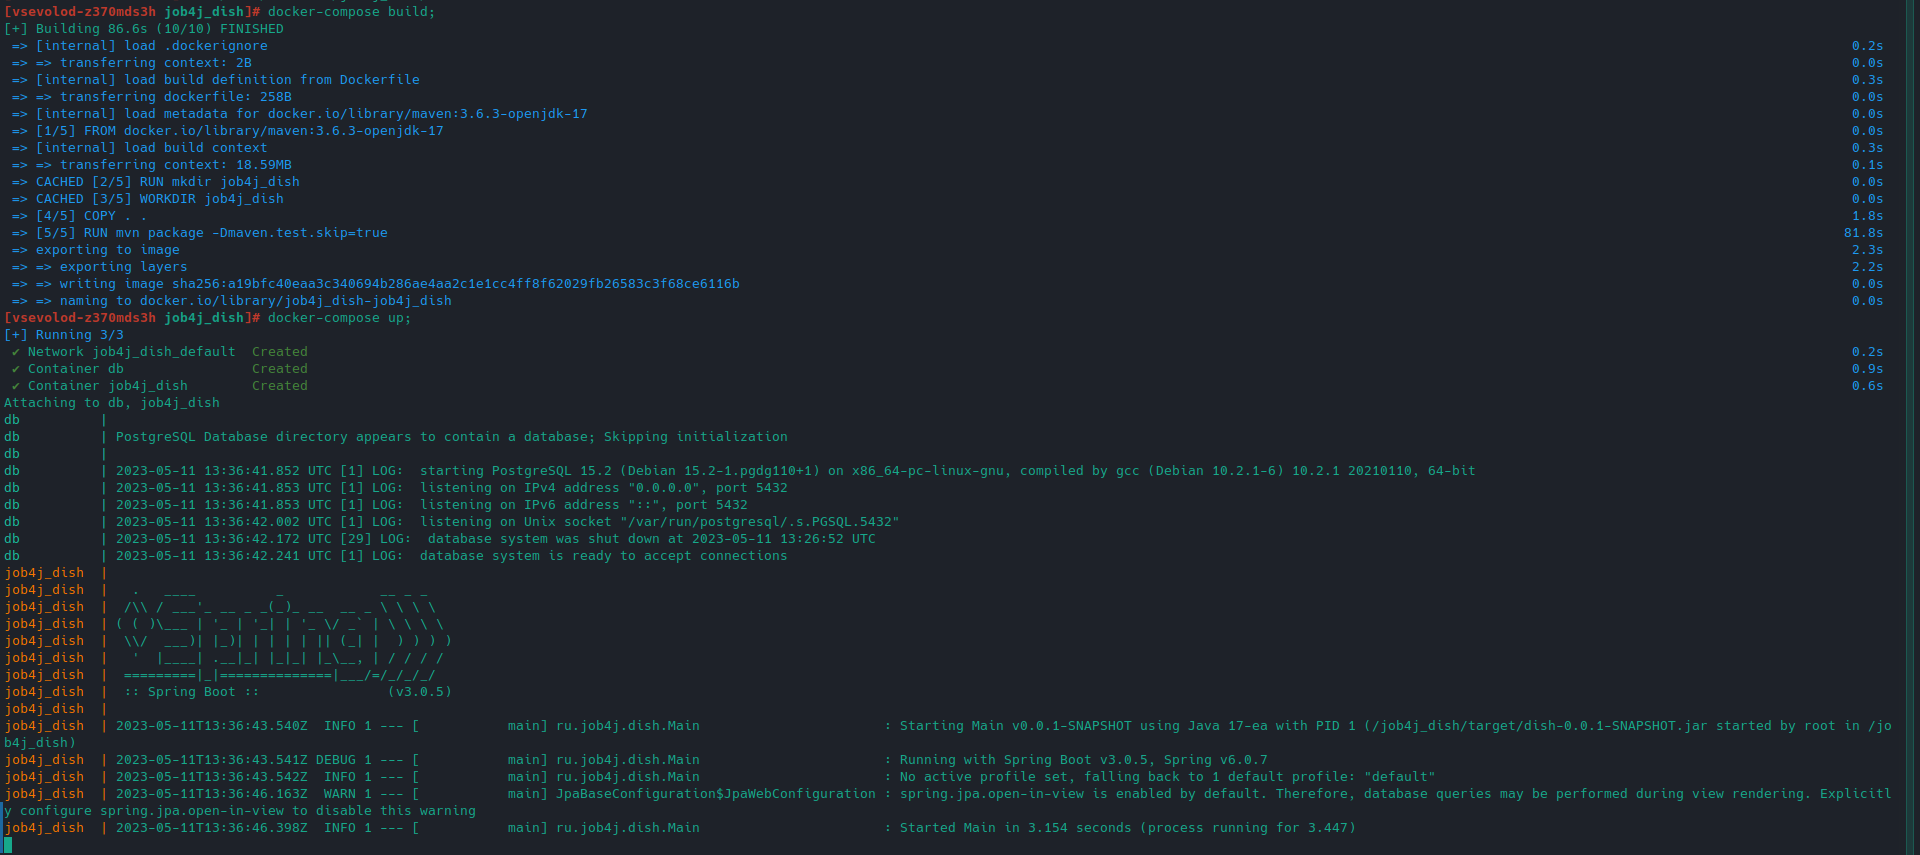 [vsevolod-z370mds3h job4j_dish]# docker-compose build;
[+] Building 86.6s (10/10) FINISHED
 => [internal] load .dockerignore 0.2s
 => => transferring context: 2B 0.0s
 => [internal] load build definition from Dockerfile 0.3s
 => => transferring dockerfile: 258B 0.0s
 => [internal] load metadata for docker.io/library/maven:3.6.3-openjdk-17 0.0s
 => [1/5] FROM docker.io/library/maven:3.6.3-openjdk-17 0.0s
 => [internal] load build context 0.3s
 => => transferring context: 18.59MB 0.1s
 => CACHED [2/5] RUN mkdir job4j_dish 0.0s
 => CACHED [3/5] WORKDIR job4j_dish 0.0s
 => [4/5] COPY . . 1.8s
 => [5/5] RUN mvn package -Dmaven.test.skip=true 81.8s
 => exporting to image 2.3s
 => => exporting layers 2.2s
 => => writing image sha256:a19bfc40eaa3c340694b286ae4aa2c1e1cc4ff8f62029fb26583c3f68ce6116b 0.0s
 => => naming to docker.io/library/job4j_dish-job4j_dish 0.0s
[vsevolod-z370mds3h job4j_dish]# docker-compose up;
[+] Running 3/3
 ✔ Network job4j_dish_default  Created 0.2s
 ✔ Container db                Created 0.9s
 ✔ Container job4j_dish        Created 0.6s
Attaching to db, job4j_dish
db          |
db          | PostgreSQL Database directory appears to contain a database; Skipping initialization
db          |
db          | 2023-05-11 13:36:41.852 UTC [1] LOG:  starting PostgreSQL 15.2 (Debian 15.2-1.pgdg110+1) on x86_64-pc-linux-gnu, compiled by gcc (Debian 10.2.1-6) 10.2.1 20210110, 64-bit
db          | 2023-05-11 13:36:41.853 UTC [1] LOG:  listening on IPv4 address "0.0.0.0", port 5432
db          | 2023-05-11 13:36:41.853 UTC [1] LOG:  listening on IPv6 address "::", port 5432
db          | 2023-05-11 13:36:42.002 UTC [1] LOG:  listening on Unix socket "/var/run/postgresql/.s.PGSQL.5432"
db          | 2023-05-11 13:36:42.172 UTC [29] LOG:  database system was shut down at 2023-05-11 13:26:52 UTC
db          | 2023-05-11 13:36:42.241 UTC [1] LOG:  database system is ready to accept connections
job4j_dish  |
job4j_dish  |   .   ____          _            __ _ _
job4j_dish  |  /\\ / ___'_ __ _ _(_)_ __  __ _ \ \ \ \
job4j_dish  | ( ( )\___ | '_ | '_| | '_ \/ _` | \ \ \ \
job4j_dish  |  \\/  ___)| |_)| | | | | || (_| |  ) ) ) )
job4j_dish  |   '  |____| .__|_| |_|_| |_\__, | / / / /
job4j_dish  |  =========|_|==============|___/=/_/_/_/
job4j_dish  |  :: Spring Boot ::                (v3.0.5)
job4j_dish  |
job4j_dish  | 2023-05-11T13:36:43.540Z  INFO 1 --- [           main] ru.job4j.dish.Main                       : Starting Main v0.0.1-SNAPSHOT using Java 17-ea with PID 1 (/job4j_dish/target/dish-0.0.1-SNAPSHOT.jar started by root in /jo
b4j_dish)
job4j_dish  | 2023-05-11T13:36:43.541Z DEBUG 1 --- [           main] ru.job4j.dish.Main                       : Running with Spring Boot v3.0.5, Spring v6.0.7
job4j_dish  | 2023-05-11T13:36:43.542Z  INFO 1 --- [           main] ru.job4j.dish.Main                       : No active profile set, falling back to 1 default profile: "default"
job4j_dish  | 2023-05-11T13:36:46.163Z  WARN 1 --- [           main] JpaBaseConfiguration$JpaWebConfiguration : spring.jpa.open-in-view is enabled by default. Therefore, database queries may be performed during view rendering. Explicitl
y configure spring.jpa.open-in-view to disable this warning
job4j_dish  | 2023-05-11T13:36:46.398Z  INFO 1 --- [           main] ru.job4j.dish.Main                       : Started Main in 3.154 seconds (process running for 3.447)